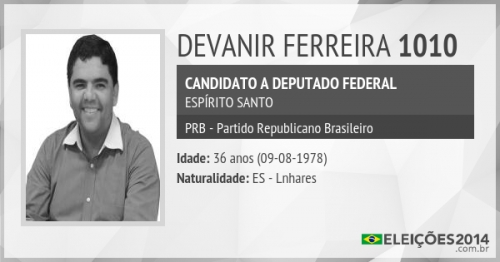 DEVANIR FERREIRA 1010
CANDIDATO A DEPUTADO FEDERAL
ESPÍRITO SANTO
PRB - Partido Republicano Brasileiro
Idade: 36 anos (09-08-1978)
Naturalidade: ES - Lnhares
ELEIÇÕES2014
.com.br